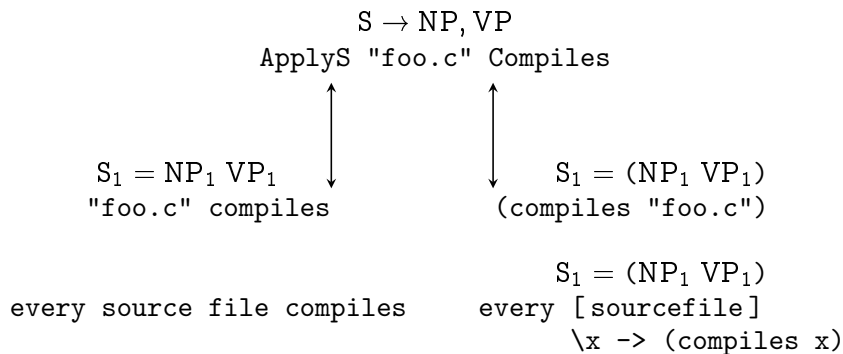 S → NP, VP
ApplyS "foo.c" Compiles
S₁ = NP₁ VP₁
"foo.c" compiles
S₁ = (NP₁ VP₁)
(compiles "foo.c")
every source file compiles
S₁ = (NP₁ VP₁)
every [sourcefile]
\x -> (compiles x)